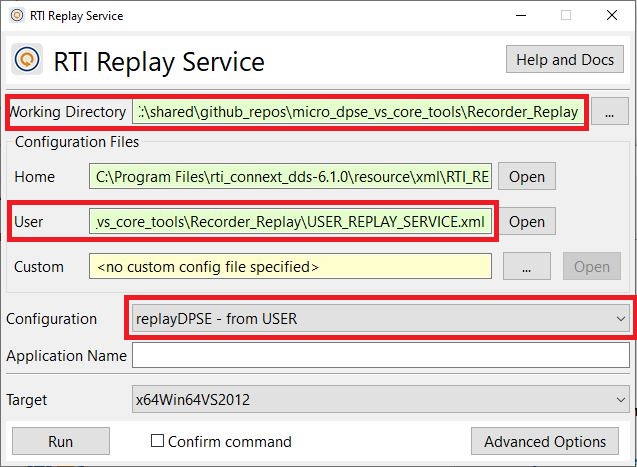 RTI Replay Service
RTI Replay Service
Help and Docs
Working Directory :\shared\github_repos\micro_dpse_vs_core_tools\Recorder_Replay ...
Configuration Files
Home C:\Program Files\rti_connext_dds-6.1.0\resource\xml\RTI_RE Open
User vs_core_tools\Recorder_Replay\USER_REPLAY_SERVICE.xml Open
Custom <no custom config file specified> ... Open
Configuration replayDPSE - from USER
Application Name
Target x64Win64VS2012
Run Confirm command Advanced Options